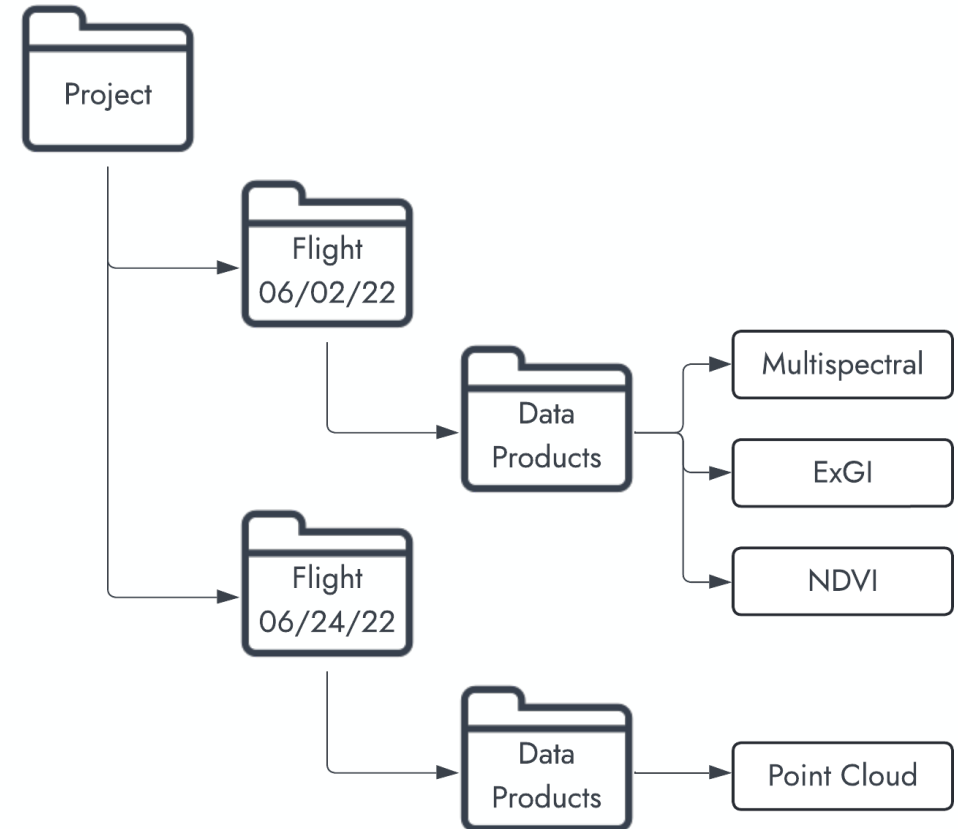 Project
Flight
06/02/22
Data
Products
Multispectral
ExGI
NDVI
Flight
06/24/22
Data
Products
Point Cloud